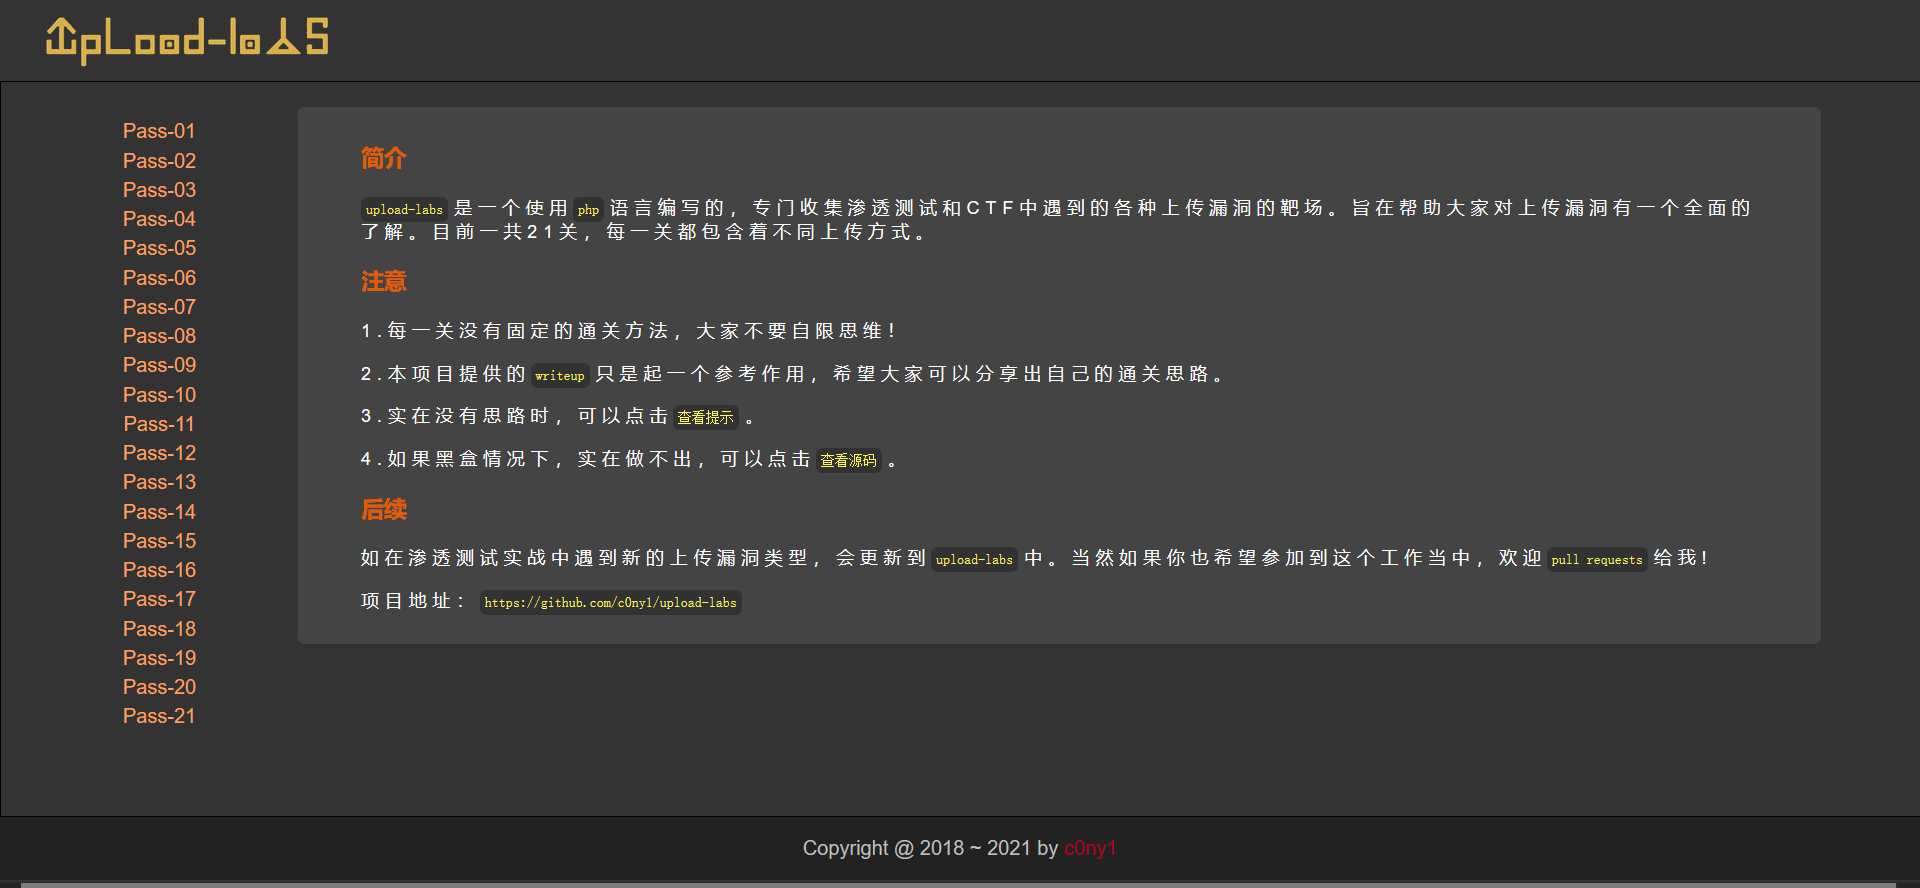 UpLoad-labS
Pass-01
Pass-02
Pass-03
Pass-04
Pass-05
Pass-06
Pass-07
Pass-08
Pass-09
Pass-10
Pass-11
Pass-12
Pass-13
Pass-14
Pass-15
Pass-16
Pass-17
Pass-18
Pass-19
Pass-20
Pass-21
简介
upload-labs 是一个使用 php 语言编写的，专门收集渗透测试和CTF中遇到的各种上传漏洞的靶场。旨在帮助大家对上传漏洞有一个全面的
了解。目前一共21关，每一关都包含着不同上传方式。
注意
1.每一关没有固定的通关方法，大家不要自限思维！
2.本项目提供的 writeup 只是起一个参考作用，希望大家可以分享出自己的通关思路。
3.实在没有思路时，可以点击 查看提示 。
4.如果黑盒情况下，实在做不出，可以点击 查看源码 。
后续
如在渗透测试实战中遇到新的上传漏洞类型，会更新到 upload-labs 中。当然如果你也希望参加到这个工作当中，欢迎 pull requests 给我！
项目地址： https://github.com/c0ny1/upload-labs
Copyright @ 2018 ~ 2021 by c0ny1